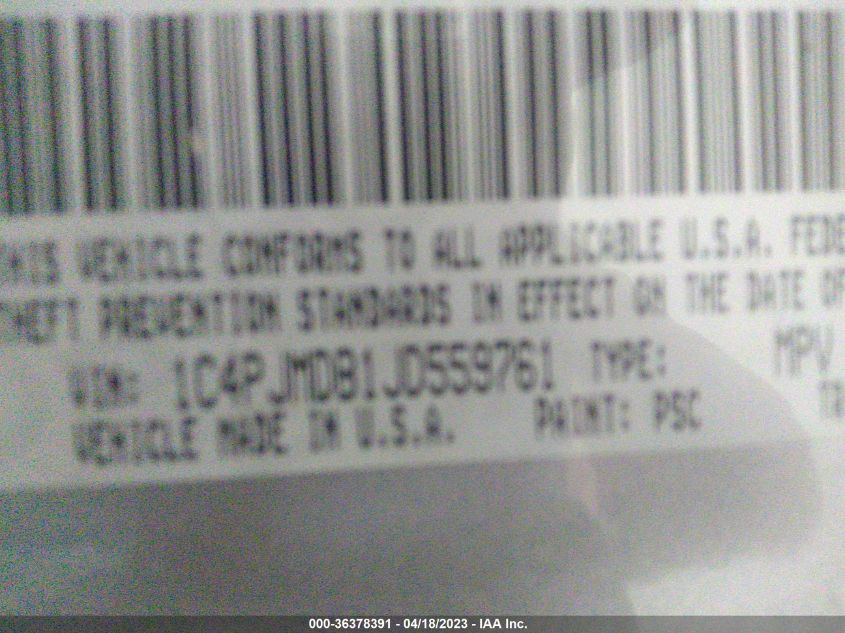 THIS VEHICLE CONFORMS TO ALL APPLICABLE U.S.A. FEDE
THEFT PREVENTION STANDARDS IN EFFECT ON THE DATE OF
VIN: 1C4PJMDB1JD559761 TYPE: MPV
VEHICLE MADE IN U.S.A. PAINT: PSC TR
000-36378391 - 04/18/2023 - IAA Inc.